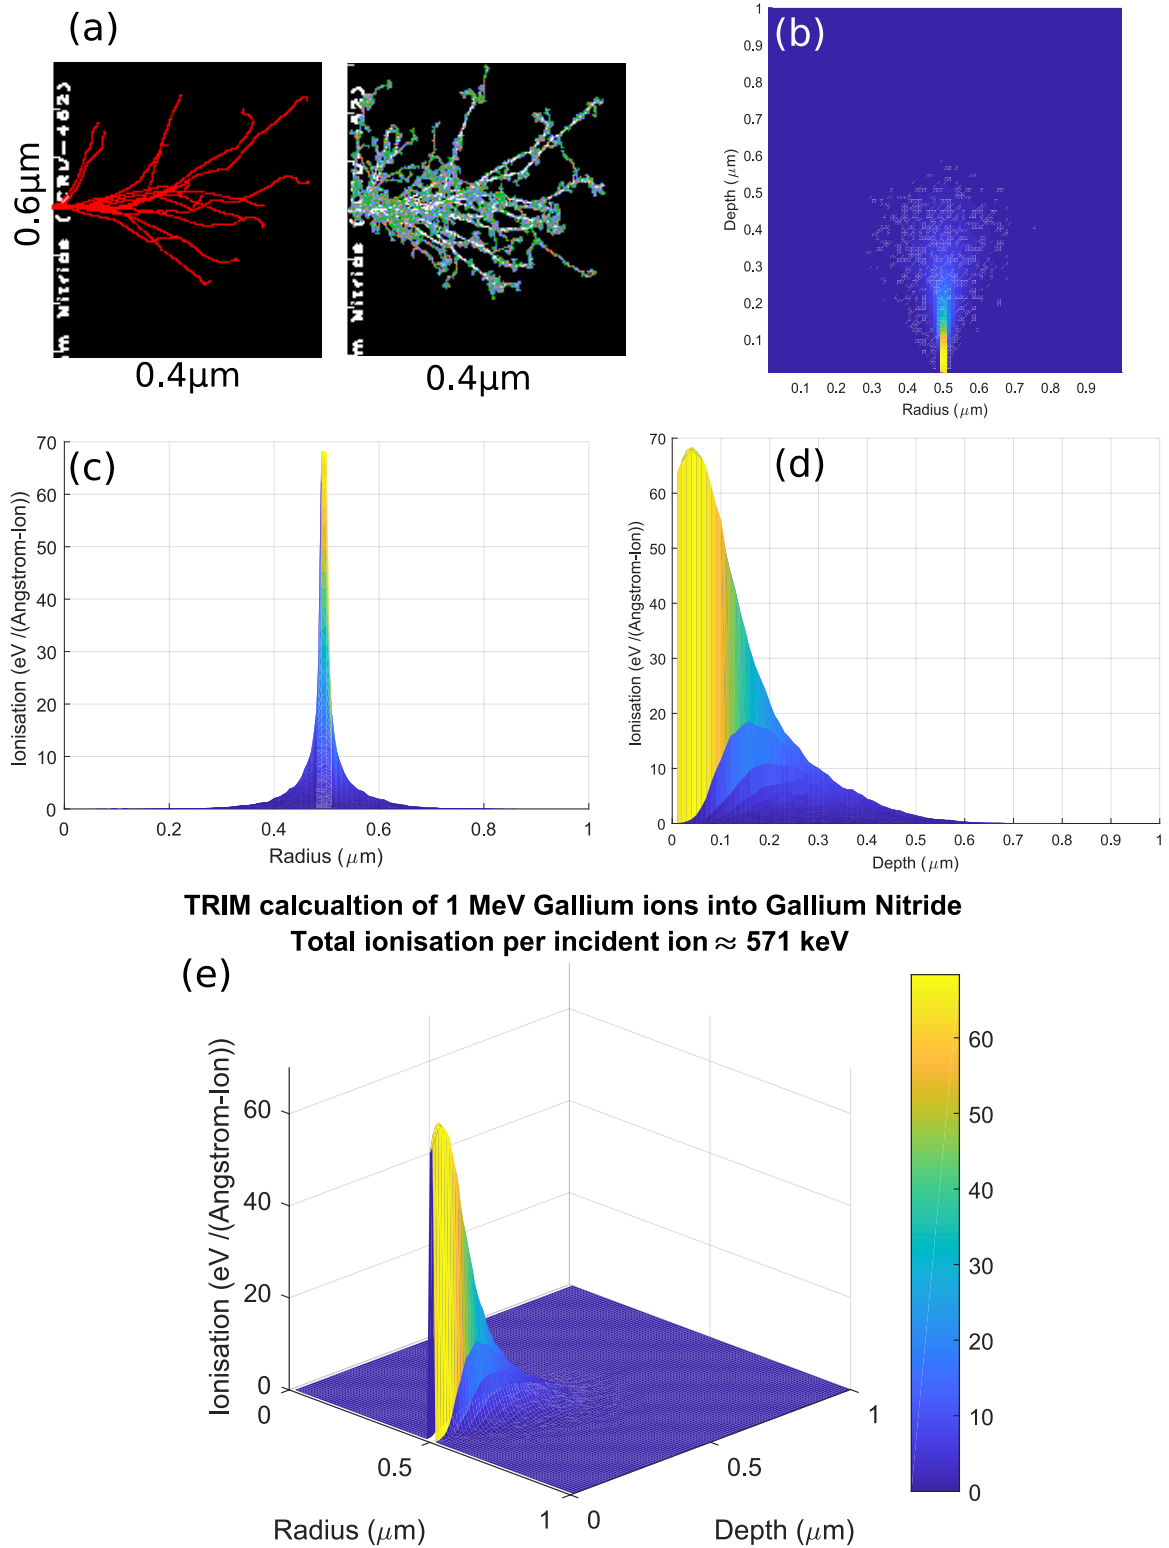 (a)
0.6µm
m Nitride
0.4µm
m Nitride
0.4µm
(b)
1
0.9
0.8
0.7
0.6
0.5
0.4
0.3
0.2
0.1
Depth (µm)
0.1 0.2 0.3 0.4 0.5 0.6 0.7 0.8 0.9
Radius (µm)
(c)
70
60
50
40
30
20
10
0
Ionisation (eV /(Angstrom-Ion))
0 0.2 0.4 0.6 0.8 1
Radius (µm)
(d)
70
60
50
40
30
20
10
0
Ionisation (eV /(Angstrom-Ion))
0 0.1 0.2 0.3 0.4 0.5 0.6 0.7 0.8 0.9 1
Depth (µm)
TRIM calcualtion of 1 MeV Gallium ions into Gallium Nitride
Total ionisation per incident ion ≈ 571 keV
(e)
60
40
20
0
Ionisation (eV /(Angstrom-Ion))
0
0.5
1
Radius (µm)
0
0.5
1
Depth (µm)
60
50
40
30
20
10
0